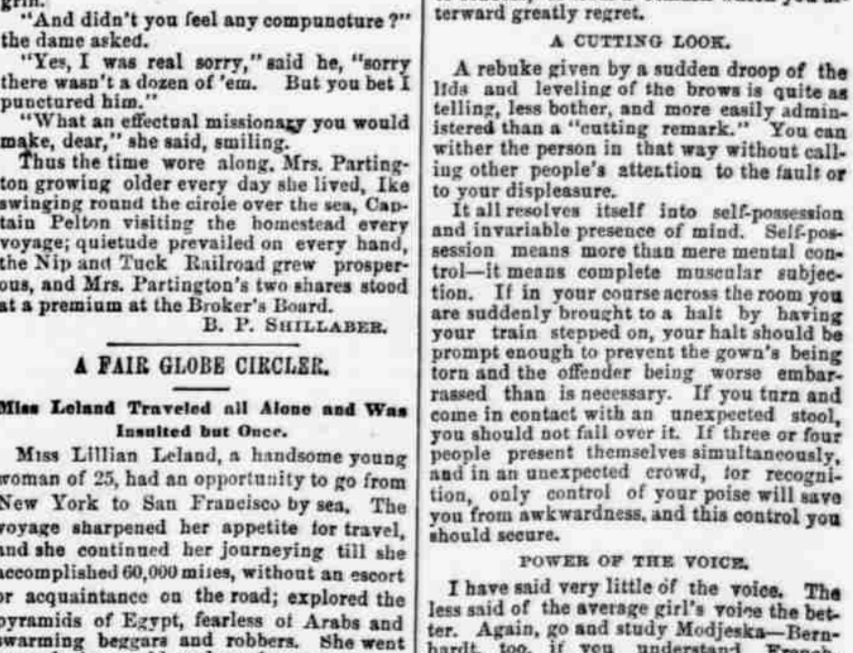 grin.
"And didn't you feel any compuncture?"
the dame asked.
"Yes, I was real sorry," said he, "sorry
there wasn't a dozen of 'em. But you bet I
punctured him."
"What an effectual missionary you would
make, dear," she said, smiling.
Thus the time wore along, Mrs. Parting-
ton growing older every day she lived, Ike
swinging round the circle over the sea, Cap-
tain Pelton visiting the homestead every
voyage; quietude prevailed on every hand,
the Nip and Tuck Railroad grew prosper-
ous, and Mrs. Partington's two shares stood
at a premium at the Broker's Board.
B. P. SHILLABER.
A FAIR GLOBE CIRCLER.
Miss Leland Traveled all Alone and Was
Insulted but Once.
Miss Lillian Leland, a handsome young
woman of 25, had an opportunity to go from
New York to San Francisco by sea. The
voyage sharpened her appetite for travel,
and she continued her journeying till she
accomplished 60,000 miles, without an escort
or acquaintance on the road; explored the
pyramids of Egypt, fearless of Arabs and
swarming beggars and robbers. She went
terward greatly regret.
A CUTTING LOOK.
A rebuke given by a sudden droop of the
lids and leveling of the brows is quite as
telling, less bother, and more easily admin-
istered than a "cutting remark." You can
wither the person in that way without call-
ing other people's attention to the fault or
to your displeasure.
It all resolves itself into self-possession
and invariable presence of mind. Self-pos-
session means more than mere mental con-
trol—it means complete muscular subjec-
tion. If in your course across the room you
are suddenly brought to a halt by having
your train stepped on, your halt should be
prompt enough to prevent the gown's being
torn and the offender being worse embar-
rassed than is necessary. If you turn and
come in contact with an unexpected stool,
you should not fall over it. If three or four
people present themselves simultaneously,
and in an unexpected crowd, for recogni-
tion, only control of your poise will save
you from awkwardness, and this control you
should secure.
POWER OF THE VOICE.
I have said very little of the voice. The
less said of the average girl's voice the bet-
ter. Again, go and study Modjeska—Bern-
hardt, too, if you understand French.